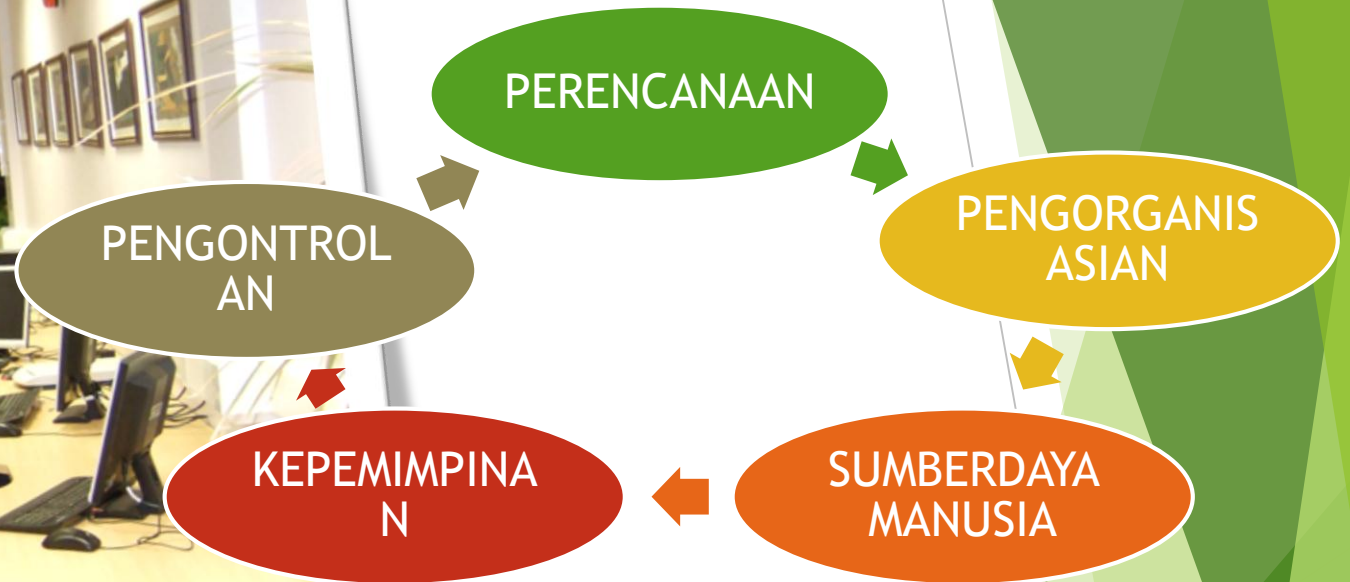 PERENCANAAN
PENGORGANIS
ASIAN
SUMBERDAYA
MANUSIA
KEPEMIMPINA
N
PENGONTROL
AN